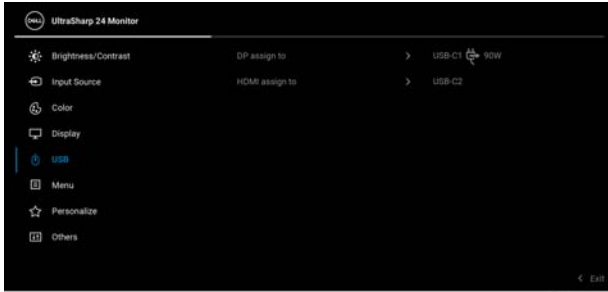 DELL UltraSharp 24 Monitor
Brightness/Contrast DP assign to > USB-C1 90W
Input Source HDMI assign to > USB-C2
Color
Display
USB
Menu
Personalize
Others
< Exit